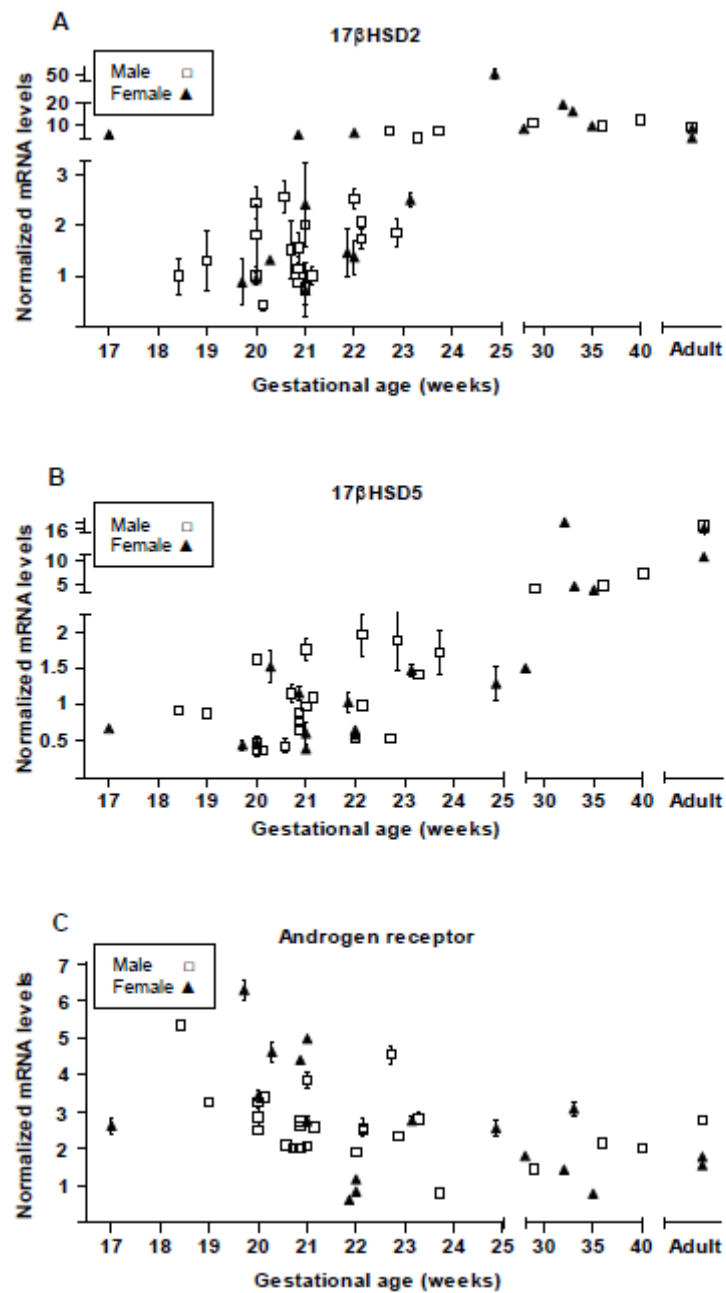 A
17βHSD2
Male □
Female ▲
Normalized mRNA levels
50
20
10
3
2
1
17 18 19 20 21 22 23 24 25 30 35 40 Adult
Gestational age (weeks)
B
17βHSD5
Male □
Female ▲
Normalized mRNA levels
16
10
5
2
1.5
1
0.5
17 18 19 20 21 22 23 24 25 30 35 40 Adult
Gestational age (weeks)
C
Androgen receptor
Male □
Female ▲
Normalized mRNA levels
7
6
5
4
3
2
1
17 18 19 20 21 22 23 24 25 30 35 40 Adult
Gestational age (weeks)